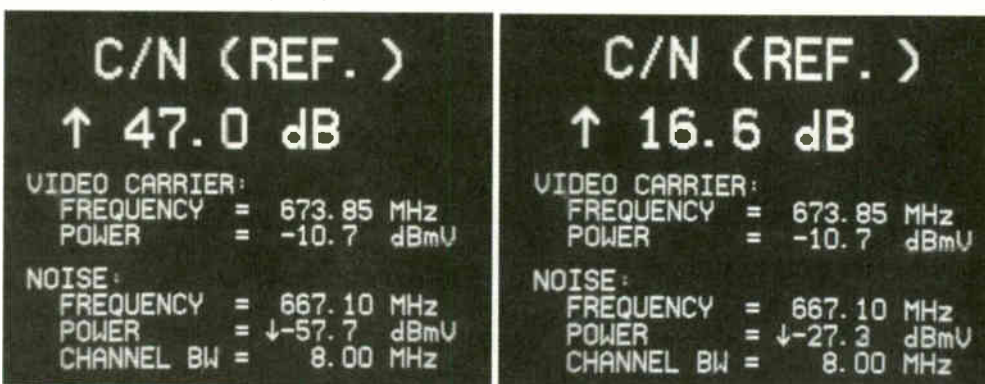 C/N (REF.)
↑ 47.0 dB
VIDEO CARRIER:
FREQUENCY = 673.85 MHz
POWER = -10.7 dBmV
NOISE:
FREQUENCY = 667.10 MHz
POWER = ↓-57.7 dBmV
CHANNEL BW = 8.00 MHz
C/N (REF.)
↑ 16.6 dB
VIDEO CARRIER:
FREQUENCY = 673.85 MHz
POWER = -10.7 dBmV
NOISE:
FREQUENCY = 667.10 MHz
POWER = ↓-27.3 dBmV
CHANNEL BW = 8.00 MHz